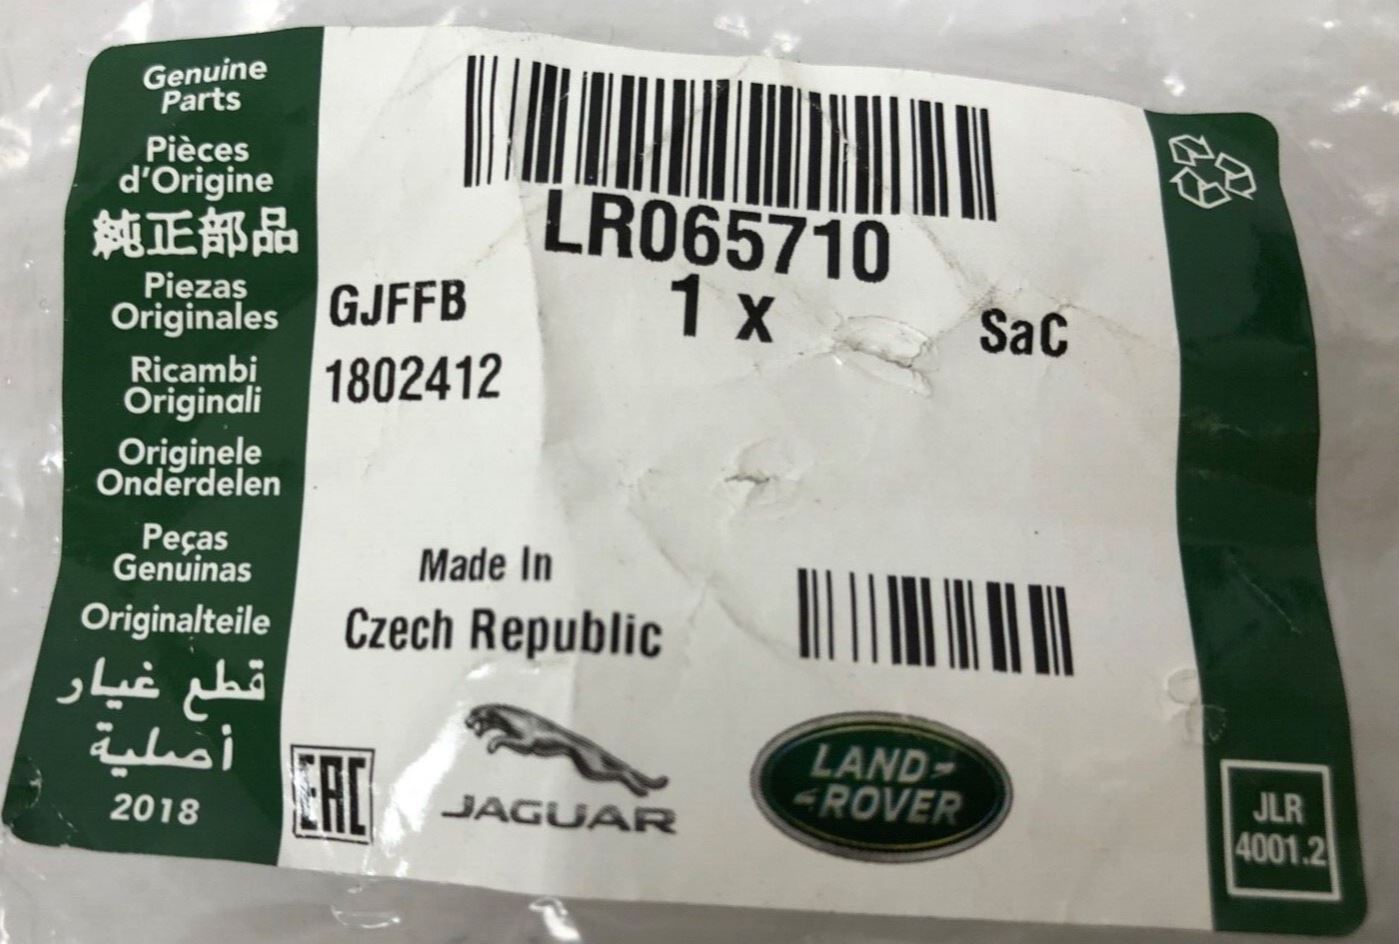 Genuine
Parts
Pièces
d'Origine
純正部品
Piezas
Originales
Ricambi
Originali
Originele
Onderdelen
Peças
Genuinas
Originalteile
قطع غيار
أصلية
2018
LR065710
GJFFB
1 x
SaC
1802412
Made In
Czech Republic
EAC
JAGUAR
LAND
ROVER
JLR
4001.2